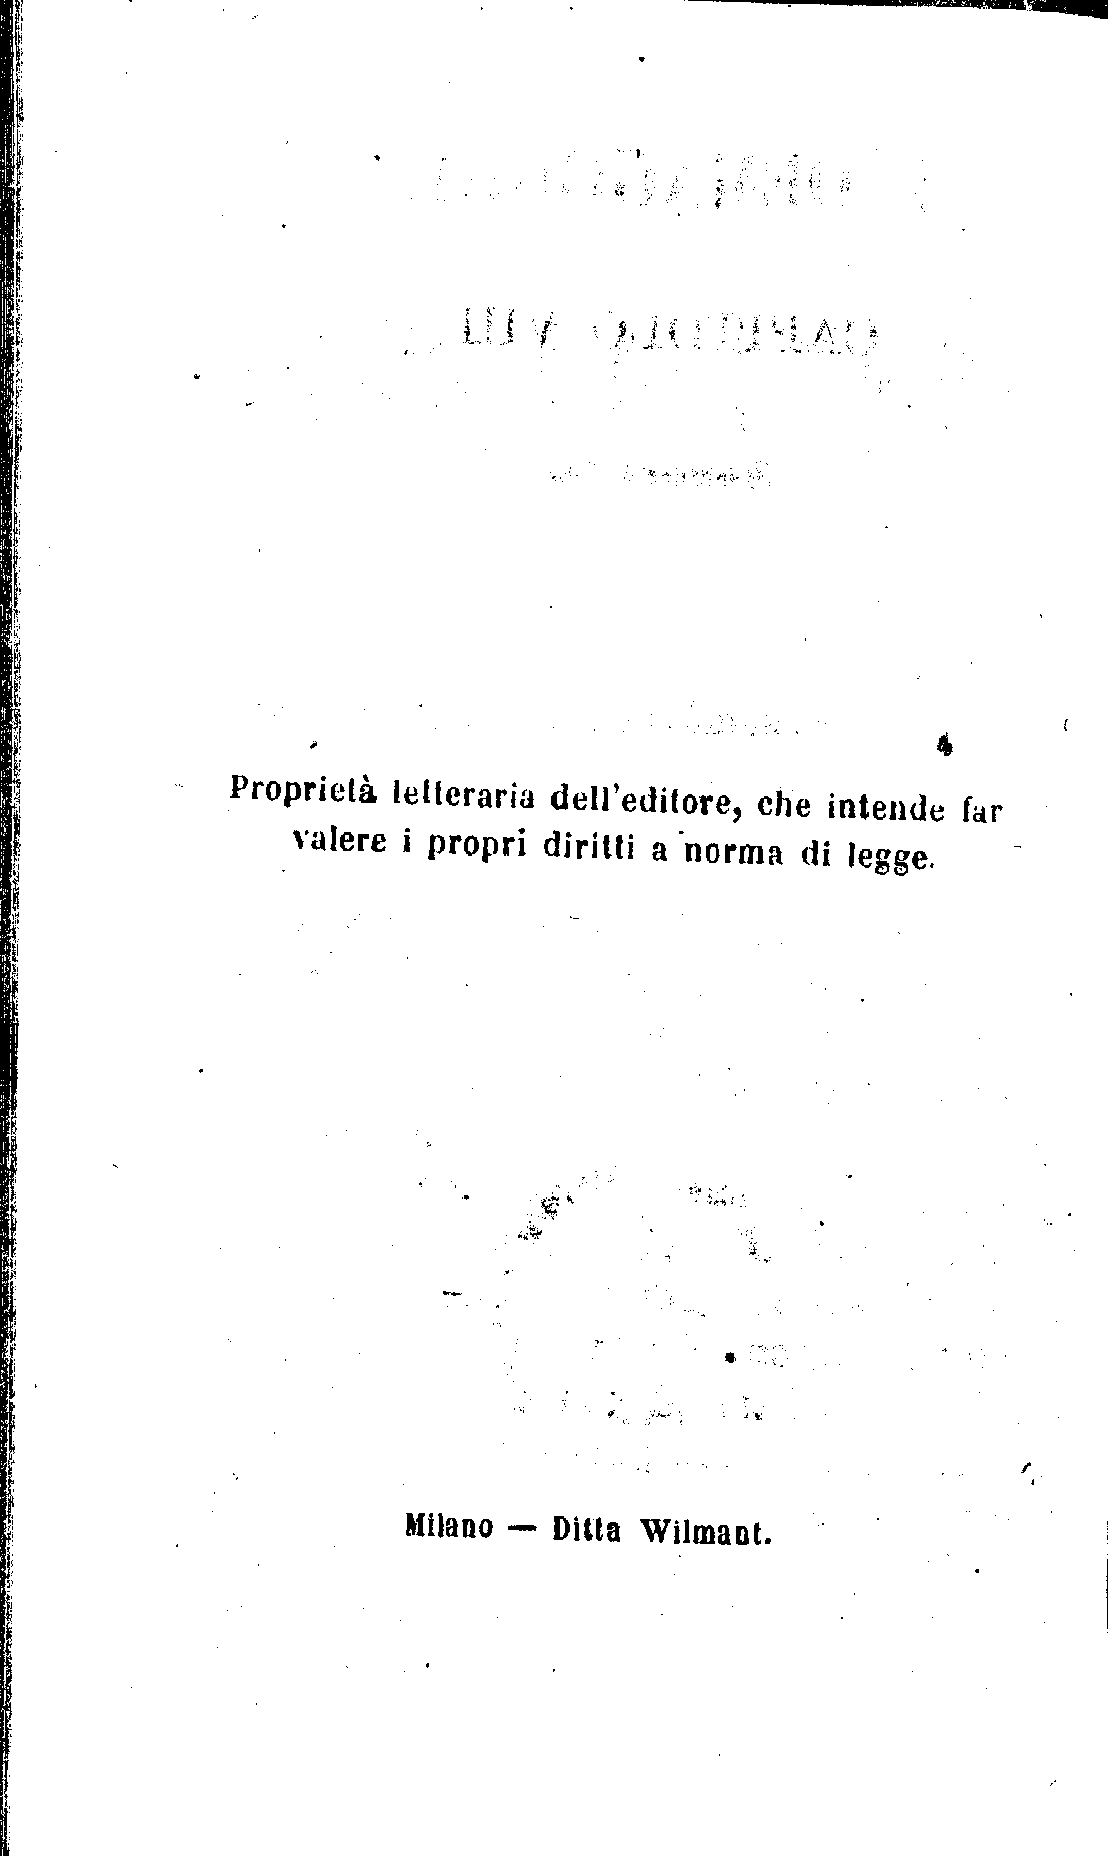 Proprietà letteraria dell'editore, che intende far
valere i propri diritti a norma di legge.
Milano — Ditta Wilmant.